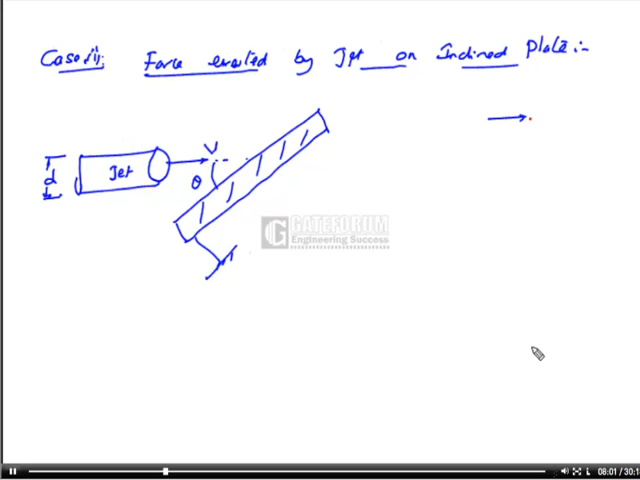 Case ii: Force exerted by Jet on Inclined Plate :-
V
d
Jet
θ
GATEFORUM
Engineering Success
08:01 / 30:1